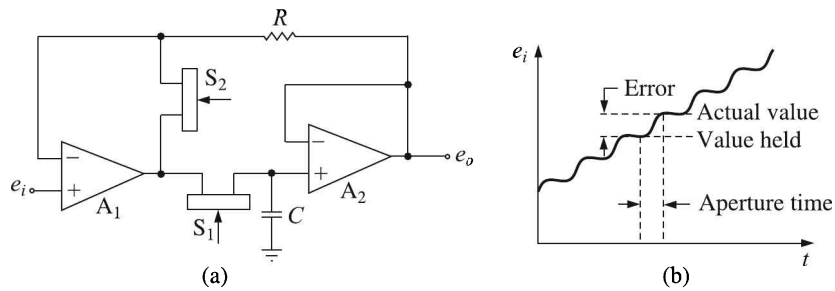 R
S2
−
+
ei
A1
S1
C
−
+
A2
eo
(a)
ei
Error
Actual value
Value held
Aperture time
t
(b)